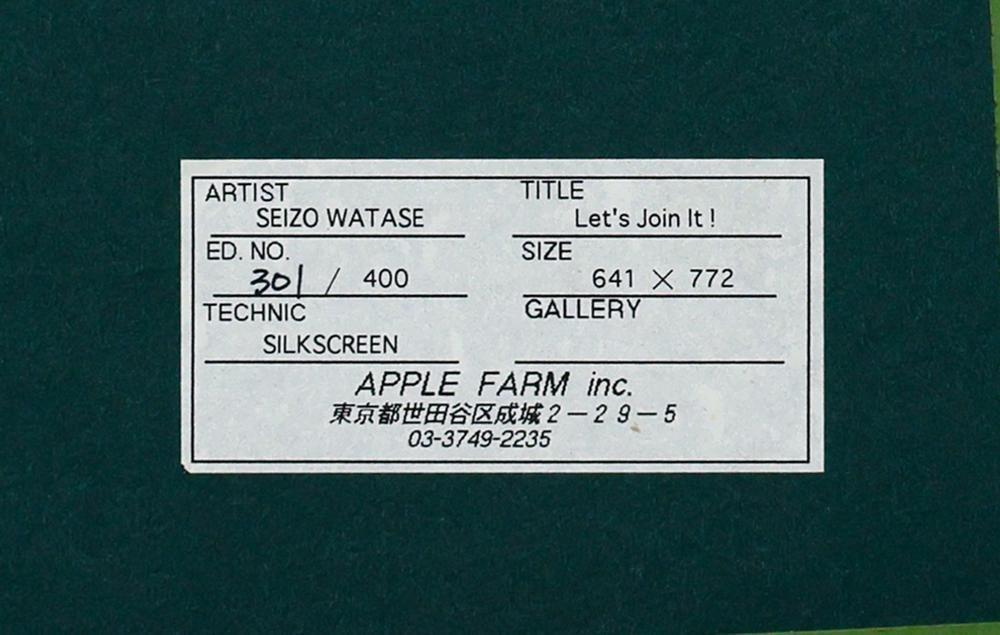 ARTIST TITLE
SEIZO WATASE Let's Join It !
ED. NO. SIZE
301 / 400 641 × 772
TECHNIC GALLERY
SILKSCREEN
APPLE FARM inc.
東京都世田谷区成城2－29－5
03-3749-2235